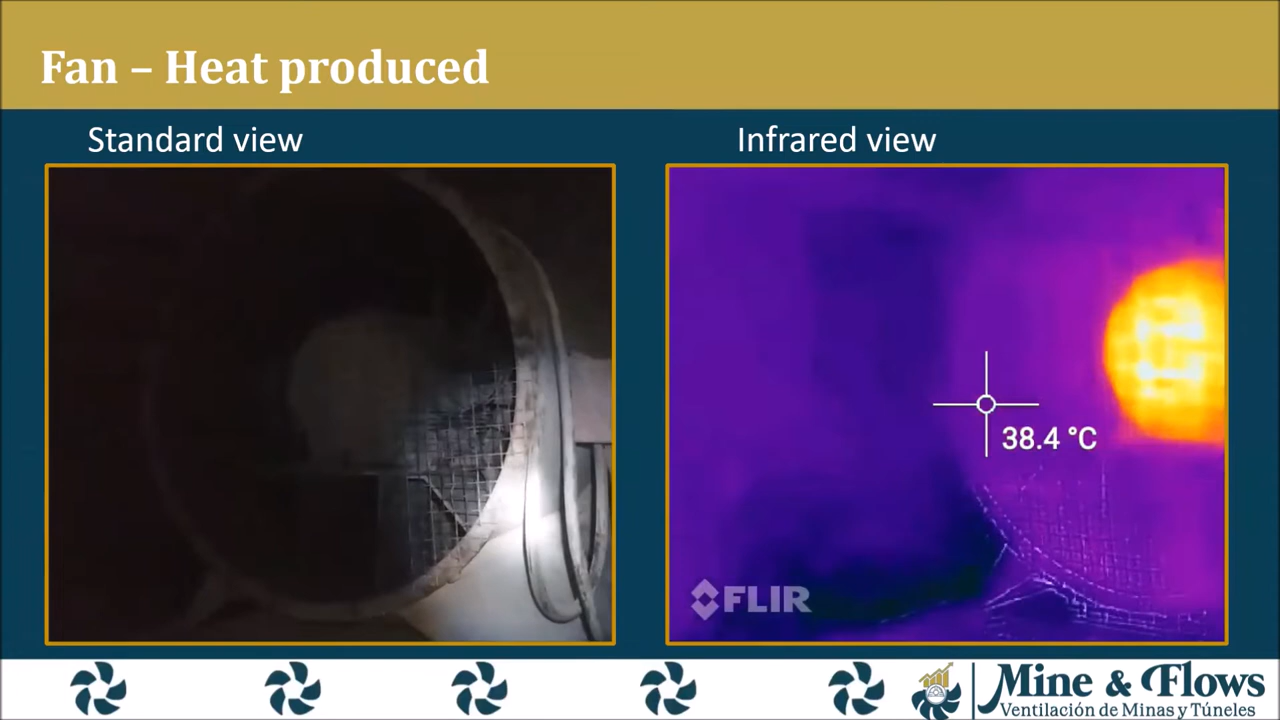 Fan – Heat produced
Standard view
Infrared view
38.4 °C
FLIR
Mine & Flows
Ventilación de Minas y Túneles